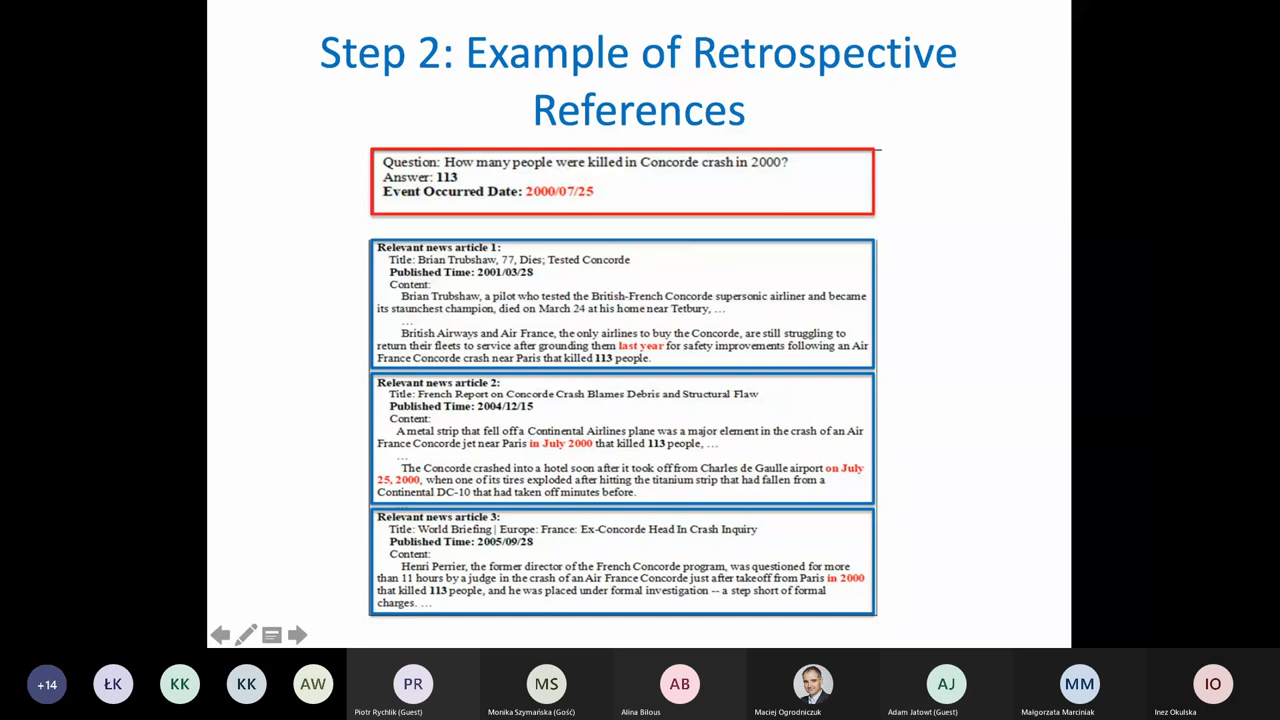 Step 2: Example of Retrospective
References
Question: How many people were killed in Concorde crash in 2000?
Answer: 113
Event Occurred Date: 2000/07/25
Relevant news article 1:
Title: Brian Trubshaw, 77, Dies; Tested Concorde
Published Time: 2001/03/28
Content:
Brian Trubshaw, a pilot who tested the British-French Concorde supersonic airliner and became
its staunchest champion, died on March 24 at his home near Tetbury, …
…
British Airways and Air France, the only airlines to buy the Concorde, are still struggling to
return their fleets to service after grounding them last year for safety improvements following an Air
France Concorde crash near Paris that killed 113 people.
Relevant news article 2:
Title: French Report on Concorde Crash Blames Debris and Structural Flaw
Published Time: 2004/12/15
Content:
A metal strip that fell off a Continental Airlines plane was a major element in the crash of an Air
France Concorde jet near Paris in July 2000 that killed 113 people, …
…
The Concorde crashed into a hotel soon after it took off from Charles de Gaulle airport on July
25, 2000, when one of its tires exploded after hitting the titanium strip that had fallen from a
Continental DC-10 that had taken off minutes before.
Relevant news article 3:
Title: World Briefing | Europe: France: Ex-Concorde Head In Crash Inquiry
Published Time: 2005/09/28
Content:
Henri Perrier, the former director of the French Concorde program, was questioned for more
than 11 hours by a judge in the crash of an Air France Concorde just after takeoff from Paris in 2000
that killed 113 people, and he was placed under formal investigation -- a step short of formal
charges. …
+14 ŁK KK KK AW PR MS AB AJ MM IO
Piotr Rychlik (Guest) Monika Szymańska (Gość) Alina Bilous Maciej Ogrodniczuk Adam Jatowt (Guest) Małgorzata Marciniak Inez Okulska